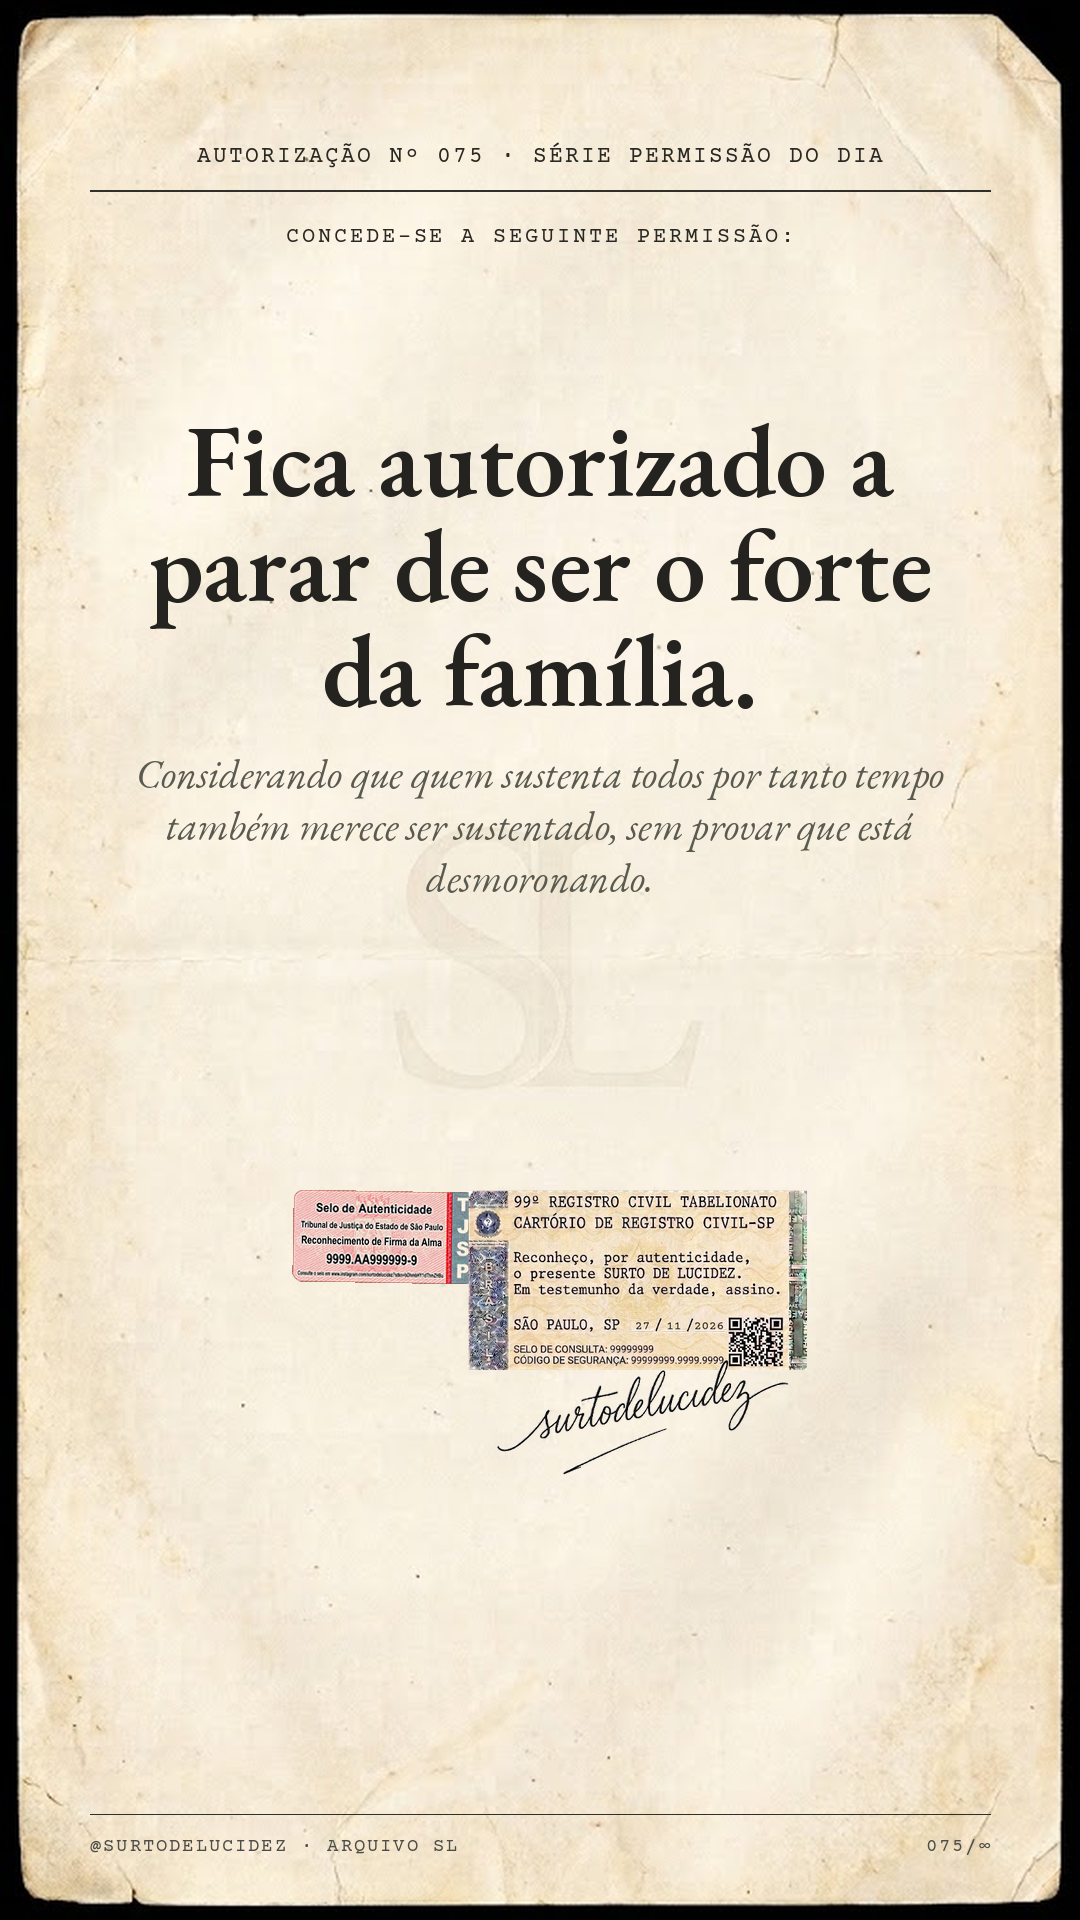 AUTORIZAÇÃO Nº 075 · SÉRIE PERMISSÃO DO DIA
CONCEDE-SE A SEGUINTE PERMISSÃO:
Fica autorizado a
parar de ser o forte
da família.
Considerando que quem sustenta todos por tanto tempo
também merece ser sustentado, sem provar que está
desmoronando.
SL
Selo de Autenticidade
Tribunal de Justiça do Estado de São Paulo
Reconhecimento de Firma da Alma
9999.AA999999-9
Consulte o selo em
TJSP
BRASIL
99º REGISTRO CIVIL TABELIONATO
CARTÓRIO DE REGISTRO CIVIL-SP
Reconheço, por autenticidade,
o presente SURTO DE LUCIDEZ.
Em testemunho da verdade, assino.
SÃO PAULO, SP 27 / 11 /2026
SELO DE CONSULTA: 99999999
CÓDIGO DE SEGURANÇA: 99999999.9999.9999
surtodelucidez
@SURTODELUCIDEZ · ARQUIVO SL
075/∞